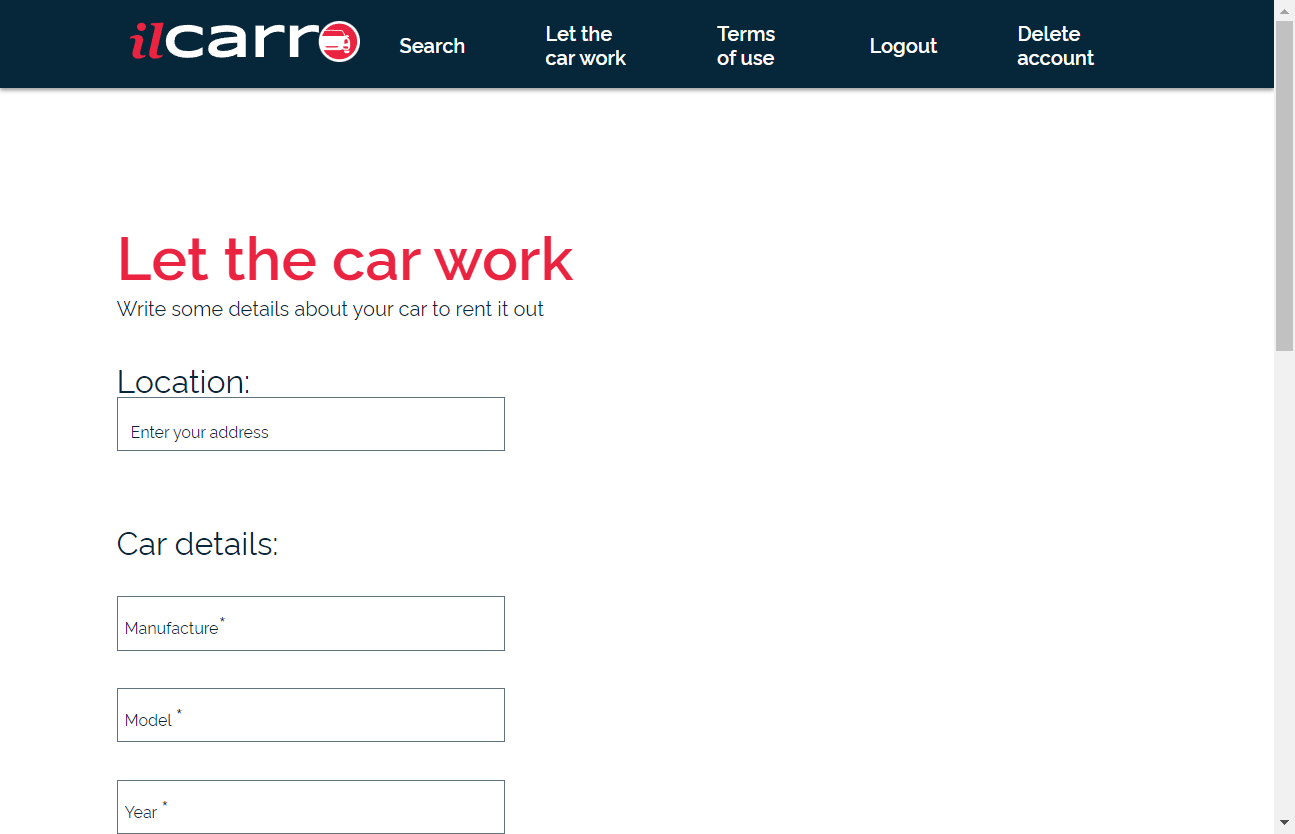 ilcarro
Search
Let the
car work
Terms
of use
Logout
Delete
account
Let the car work
Write some details about your car to rent it out
Location:
Enter your address
Car details:
Manufacture*
Model *
Year *